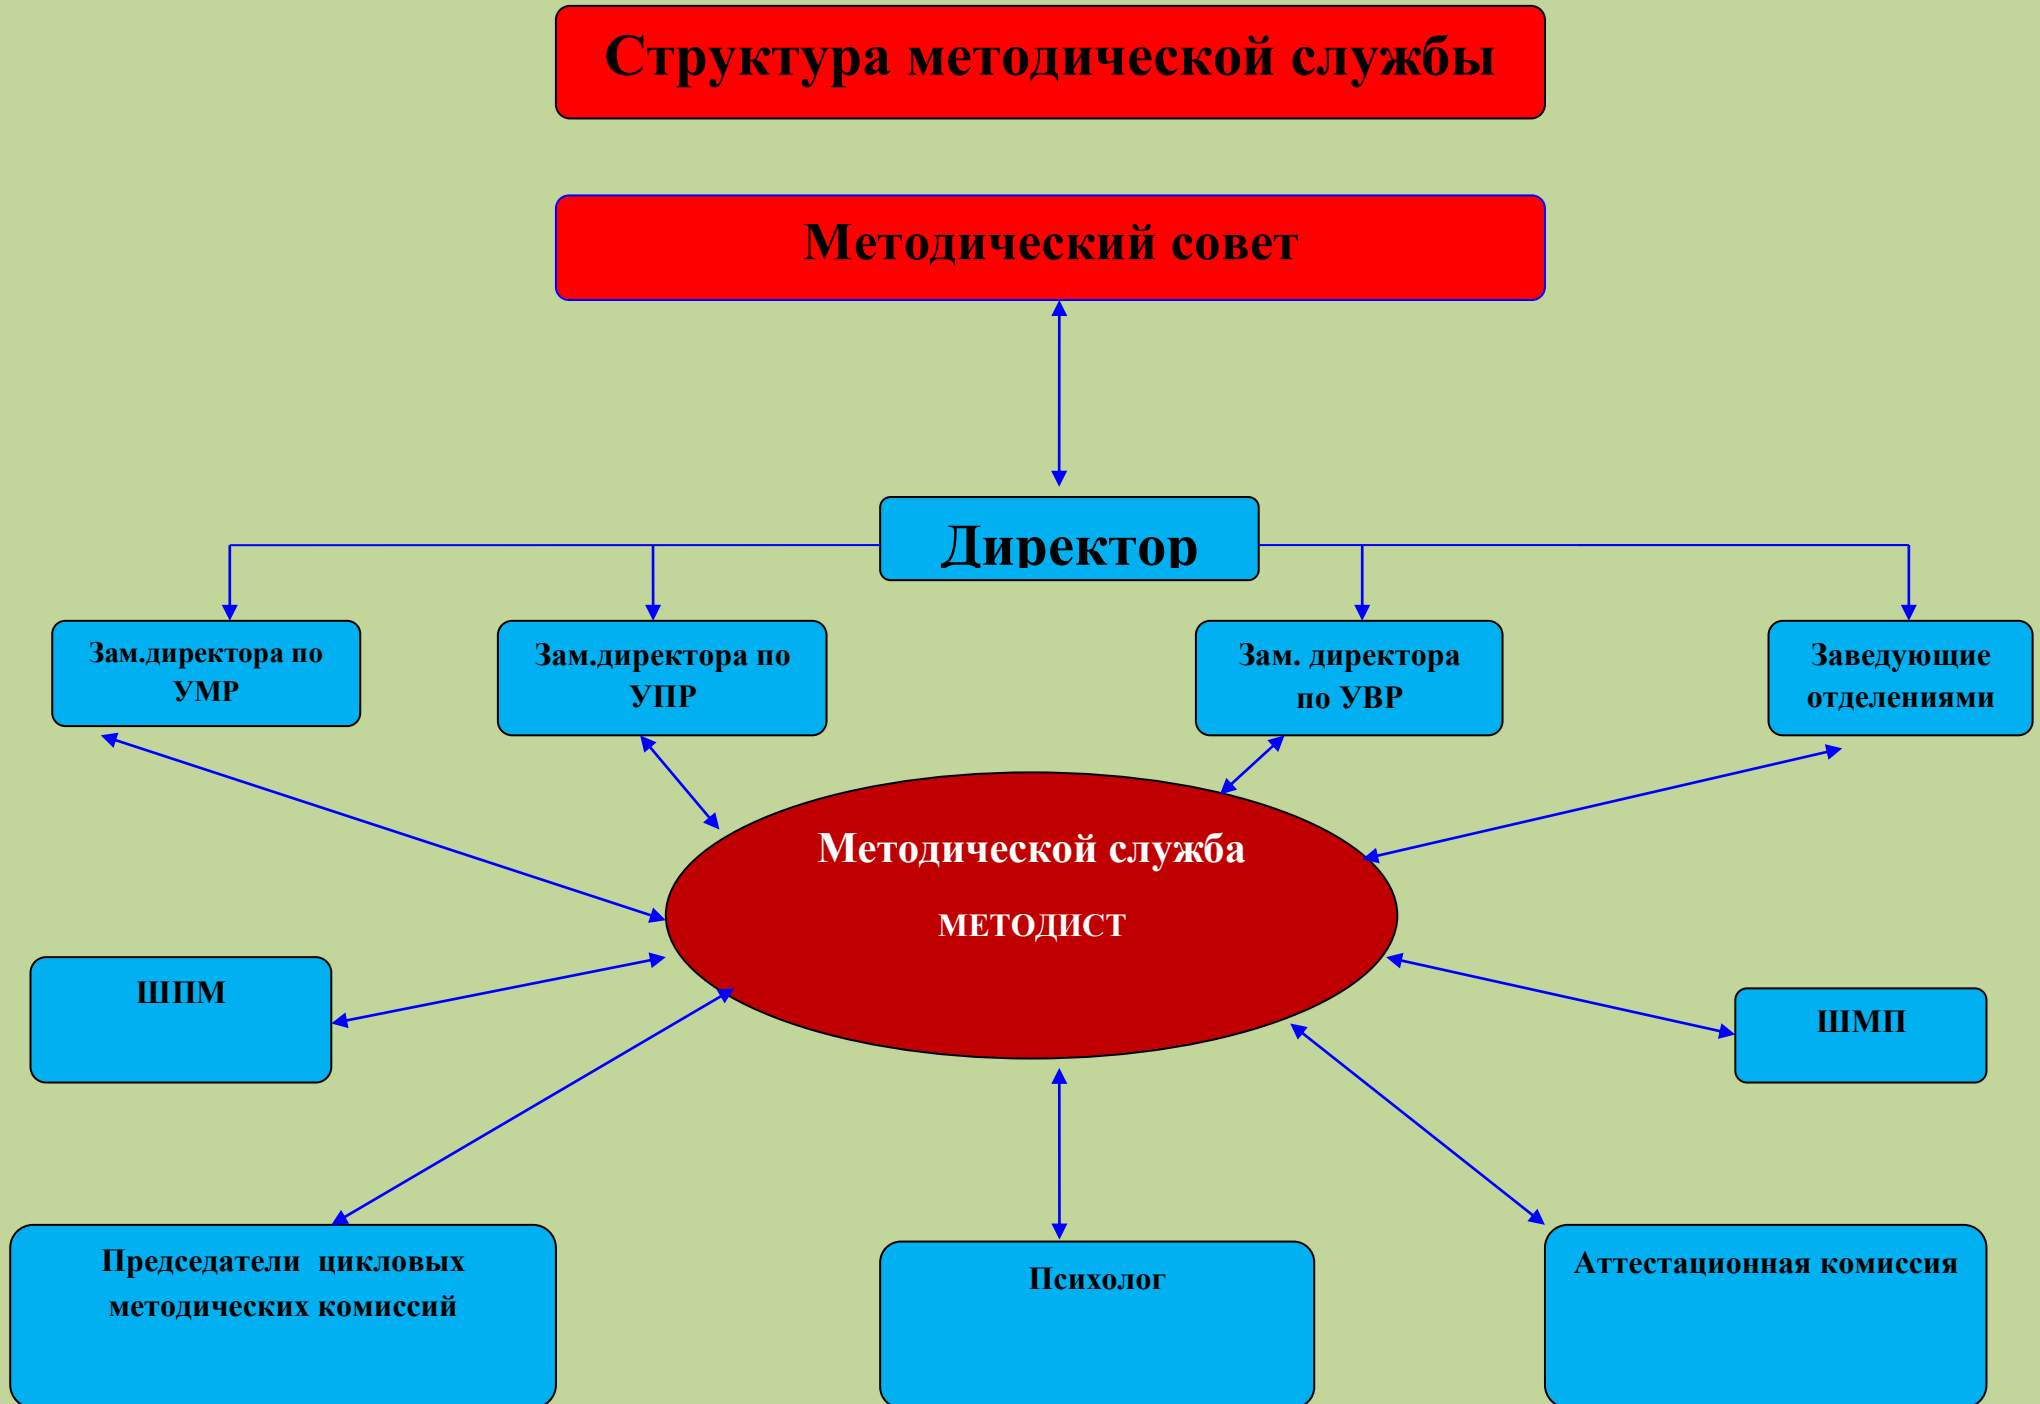 Структура методической службы
Методический совет
Директор
Зам.директора по
УМР
Зам.директора по
УПР
Зам. директора
по УВР
Заведующие
отделениями
Методической служба
МЕТОДИСТ
ШПМ
ШМП
Председатели  цикловых
методических комиссий
Психолог
Аттестационная комиссия